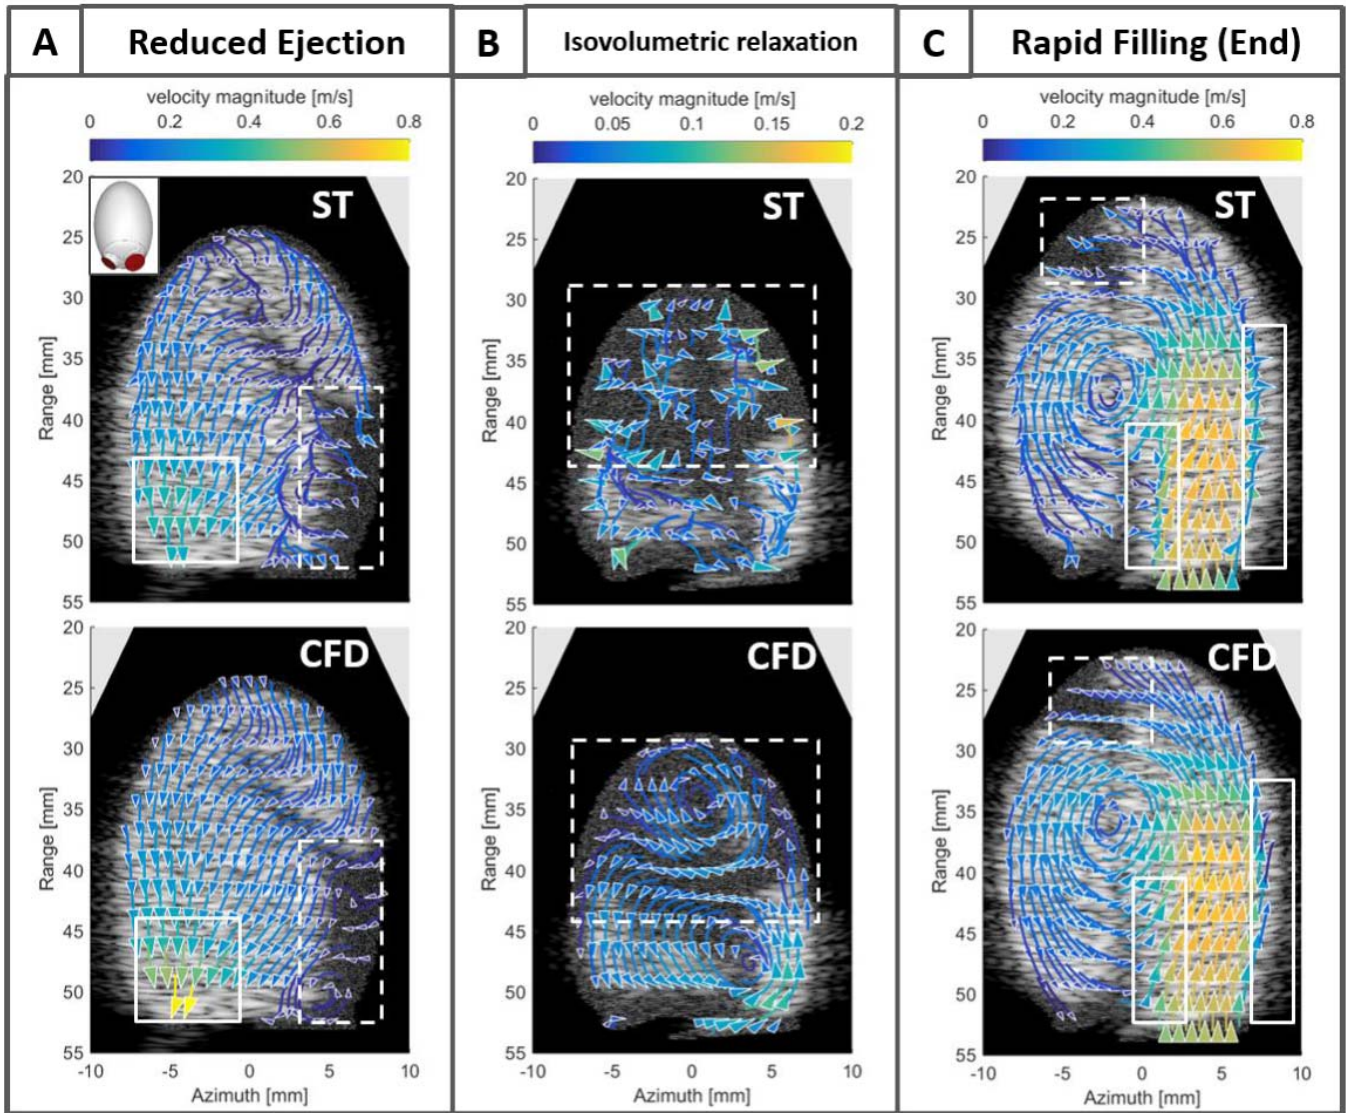 A
Reduced Ejection
B
Isovolumetric relaxation
C
Rapid Filling (End)
velocity magnitude [m/s]
0 0.2 0.4 0.6 0.8
velocity magnitude [m/s]
0 0.05 0.1 0.15 0.2
velocity magnitude [m/s]
0 0.2 0.4 0.6 0.8
ST
20
25
30
35
40
45
50
55
Range [mm]
ST
20
25
30
35
40
45
50
55
Range [mm]
ST
20
25
30
35
40
45
50
55
Range [mm]
CFD
20
25
30
35
40
45
50
55
Range [mm]
-10 -5 0 5 10
Azimuth [mm]
CFD
20
25
30
35
40
45
50
55
Range [mm]
-10 -5 0 5 10
Azimuth [mm]
CFD
20
25
30
35
40
45
50
55
Range [mm]
-10 -5 0 5 10
Azimuth [mm]